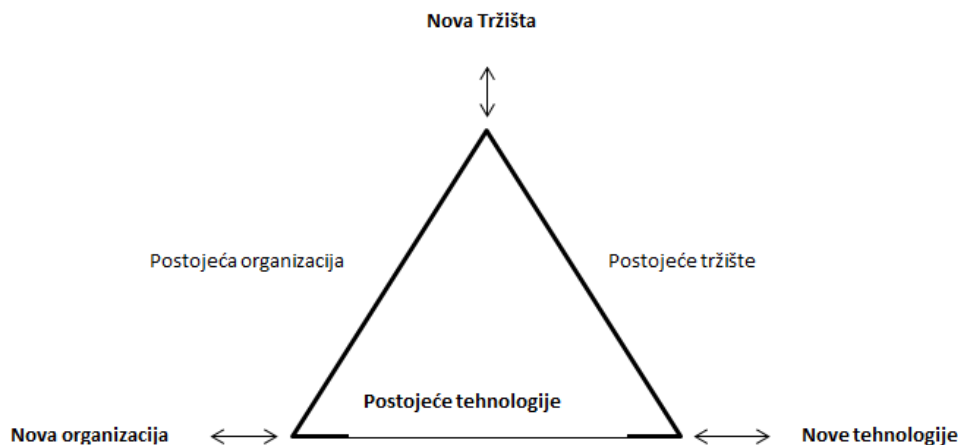 Nova Tržišta
Postojeća organizacija
Postojeće tržište
Postojeće tehnologije
Nova organizacija
Nove tehnologije